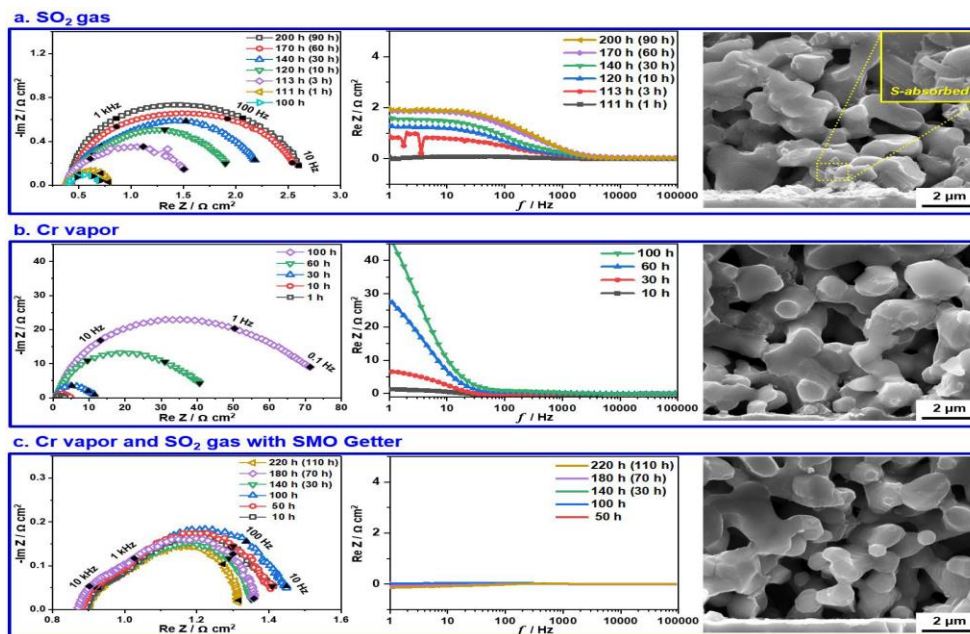 a. SO₂ gas
-Im Z / Ω cm²
1.4
1.2
0.8
0.4
0.0
0.5 1.0 1.5 2.0 2.5 3.0
Re Z / Ω cm²
1 kHz
100 Hz
10 Hz
200 h (90 h)
170 h (60 h)
140 h (30 h)
120 h (10 h)
113 h (3 h)
111 h (1 h)
100 h
Re Z / Ω cm²
4
2
0
1 10 100 1000 10000 100000
f / Hz
200 h (90 h)
170 h (60 h)
140 h (30 h)
120 h (10 h)
113 h (3 h)
111 h (1 h)
S-absorbed
2 µm
b. Cr vapor
-Im Z / Ω cm²
40
30
20
10
0
0 10 20 30 40 50 60 70 80
Re Z / Ω cm²
10 Hz
1 Hz
0.1 Hz
100 h
60 h
30 h
10 h
1 h
Re Z / Ω cm²
40
30
20
10
0
1 10 100 1000 10000 100000
f / Hz
100 h
60 h
30 h
10 h
2 µm
c. Cr vapor and SO₂ gas with SMO Getter
-Im Z / Ω cm²
0.3
0.2
0.1
0.0
0.8 1.0 1.2 1.4 1.6
Re Z / Ω cm²
10 kHz
1 kHz
100 Hz
10 Hz
220 h (110 h)
180 h (70 h)
140 h (30 h)
100 h
50 h
10 h
Re Z / Ω cm²
4
0
1 10 100 1000 10000 100000
f / Hz
220 h (110 h)
180 h (70 h)
140 h (30 h)
100 h
50 h
2 µm